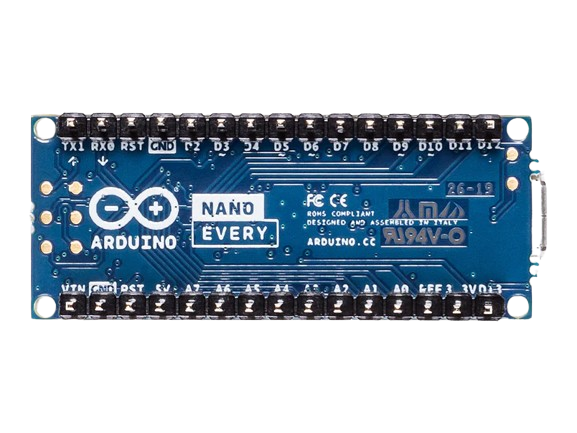 TX1 RX0 RST GND D2 D3 D4 D5 D6 D7 D8 D9 D10 D11 D12
26-19
NANO
EVERY
ARDUINO
FC CE
ROHS COMPLIANT
DESIGNED AND ASSEMBLED IN ITALY
ARDUINO.CC
94V-0
VIN GND RST 5V A7 A6 A5 A4 A3 A2 A1 A0 REF 3.3V D13